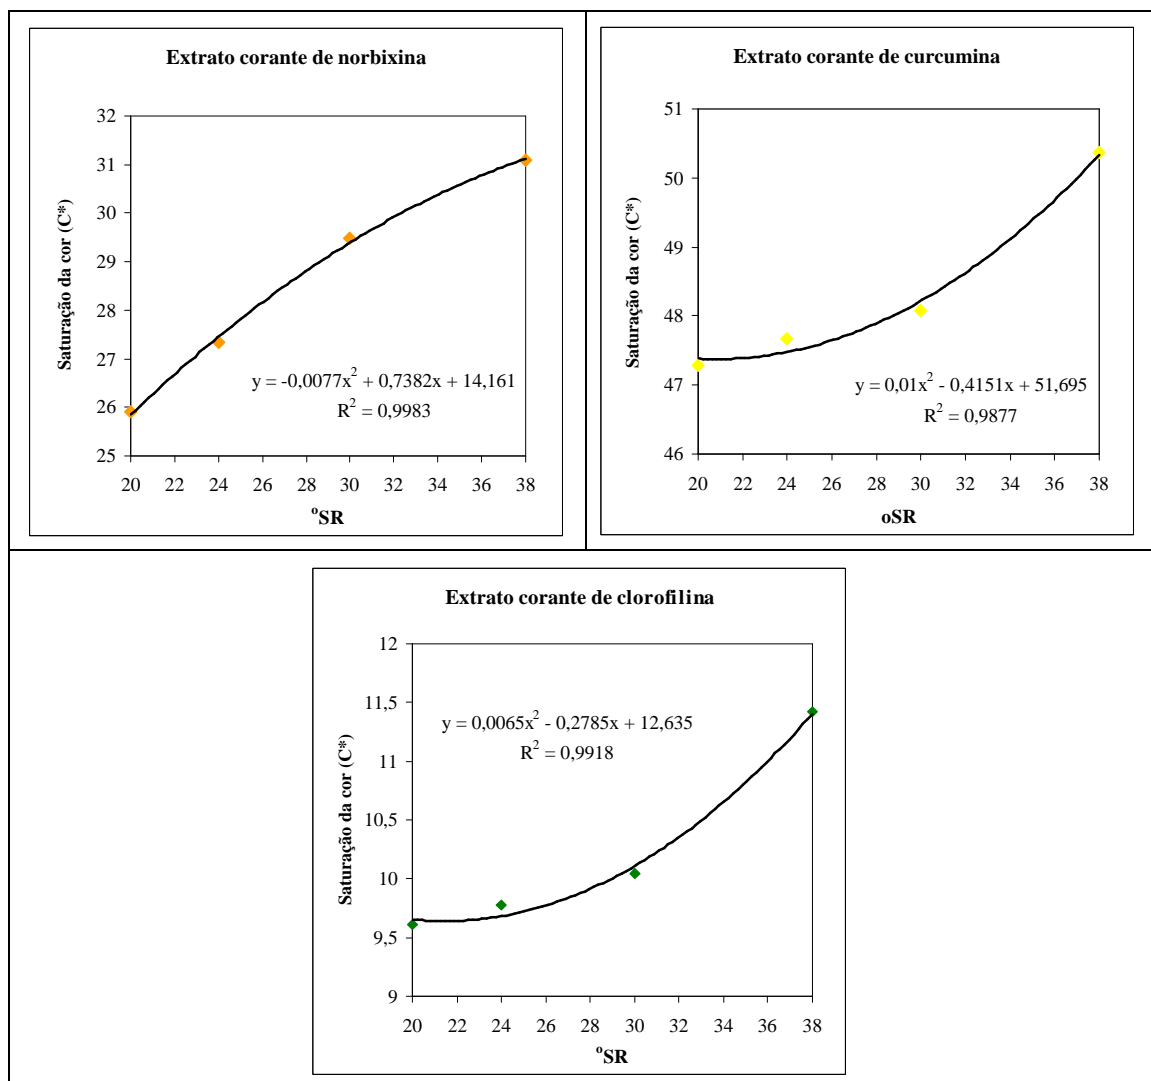 Extrato corante de norbixina
Saturação da cor (C*)
32
31
30
29
28
27
26
25
y = -0,0077x² + 0,7382x + 14,161
R² = 0,9983
20 22 24 26 28 30 32 34 36 38
ºSR
Extrato corante de curcumina
Saturação da cor (C*)
51
50
49
48
47
46
y = 0,01x² - 0,4151x + 51,695
R² = 0,9877
20 22 24 26 28 30 32 34 36 38
oSR
Extrato corante de clorofilina
Saturação da cor (C*)
12
11,5
11
10,5
10
9,5
9
y = 0,0065x² - 0,2785x + 12,635
R² = 0,9918
20 22 24 26 28 30 32 34 36 38
ºSR